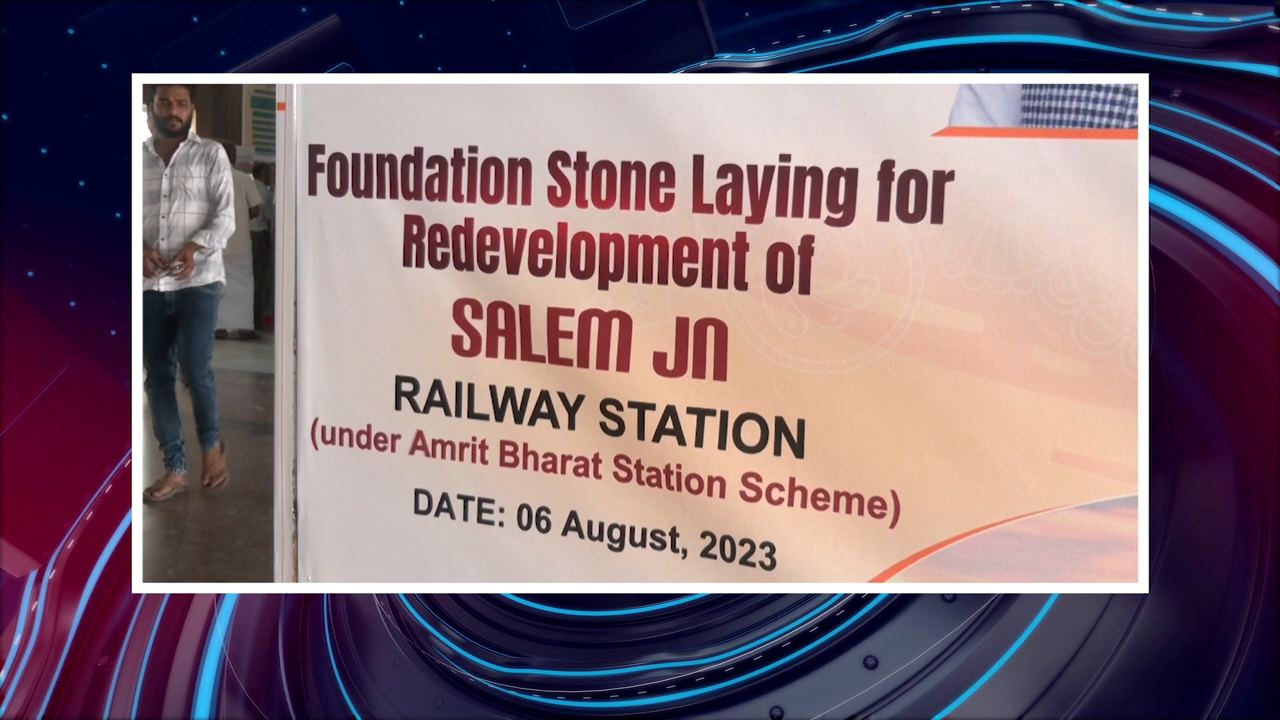 Foundation Stone Laying for
Redevelopment of
SALEM JN
RAILWAY STATION
(under Amrit Bharat Station Scheme)
DATE: 06 August, 2023